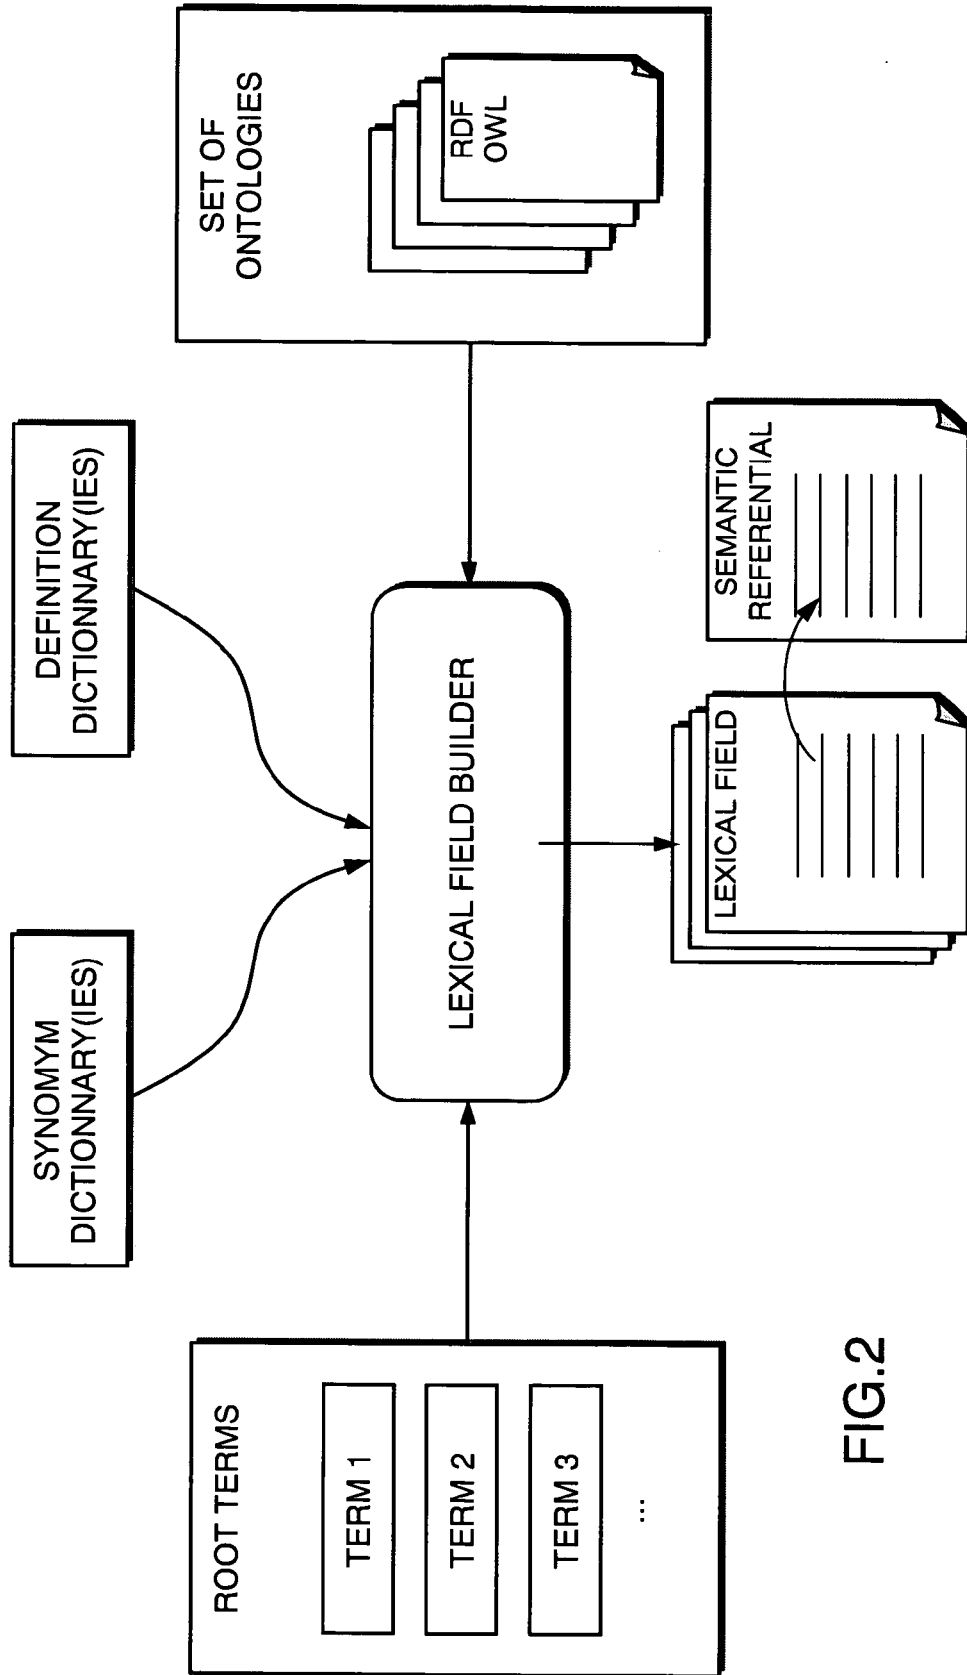 SYNOMYM
DICTIONNARY(IES)
DEFINITION
DICTIONNARY(IES)
ROOT TERMS
TERM 1
TERM 2
TERM 3
...
LEXICAL FIELD BUILDER
SET OF
ONTOLOGIES
RDF
OWL
LEXICAL FIELD
SEMANTIC
REFERENTIAL
FIG.2